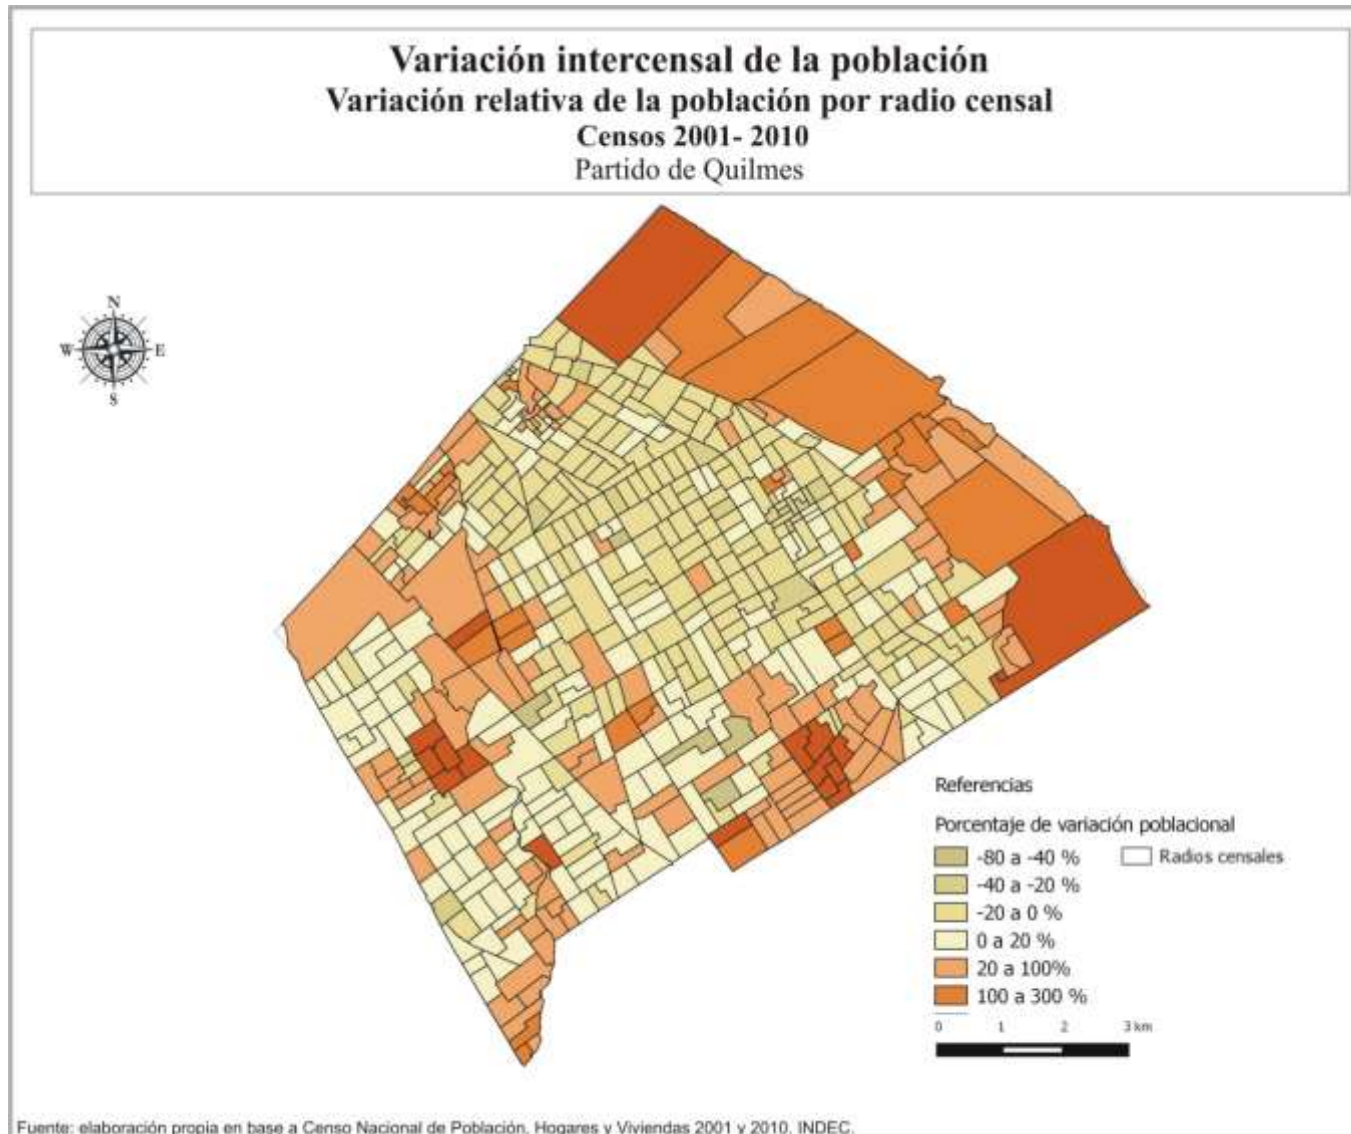 Variación intercensal de la población
Variación relativa de la población por radio censal
Censos 2001- 2010
Partido de Quilmes
N
W E
S
Referencias
Porcentaje de variación poblacional
-80 a -40 % Radios censales
-40 a -20 %
-20 a 0 %
0 a 20 %
20 a 100%
100 a 300 %
0 1 2 3 km
Fuente: elaboración propia en base a Censo Nacional de Población, Hogares y Viviendas 2001 y 2010. INDEC.